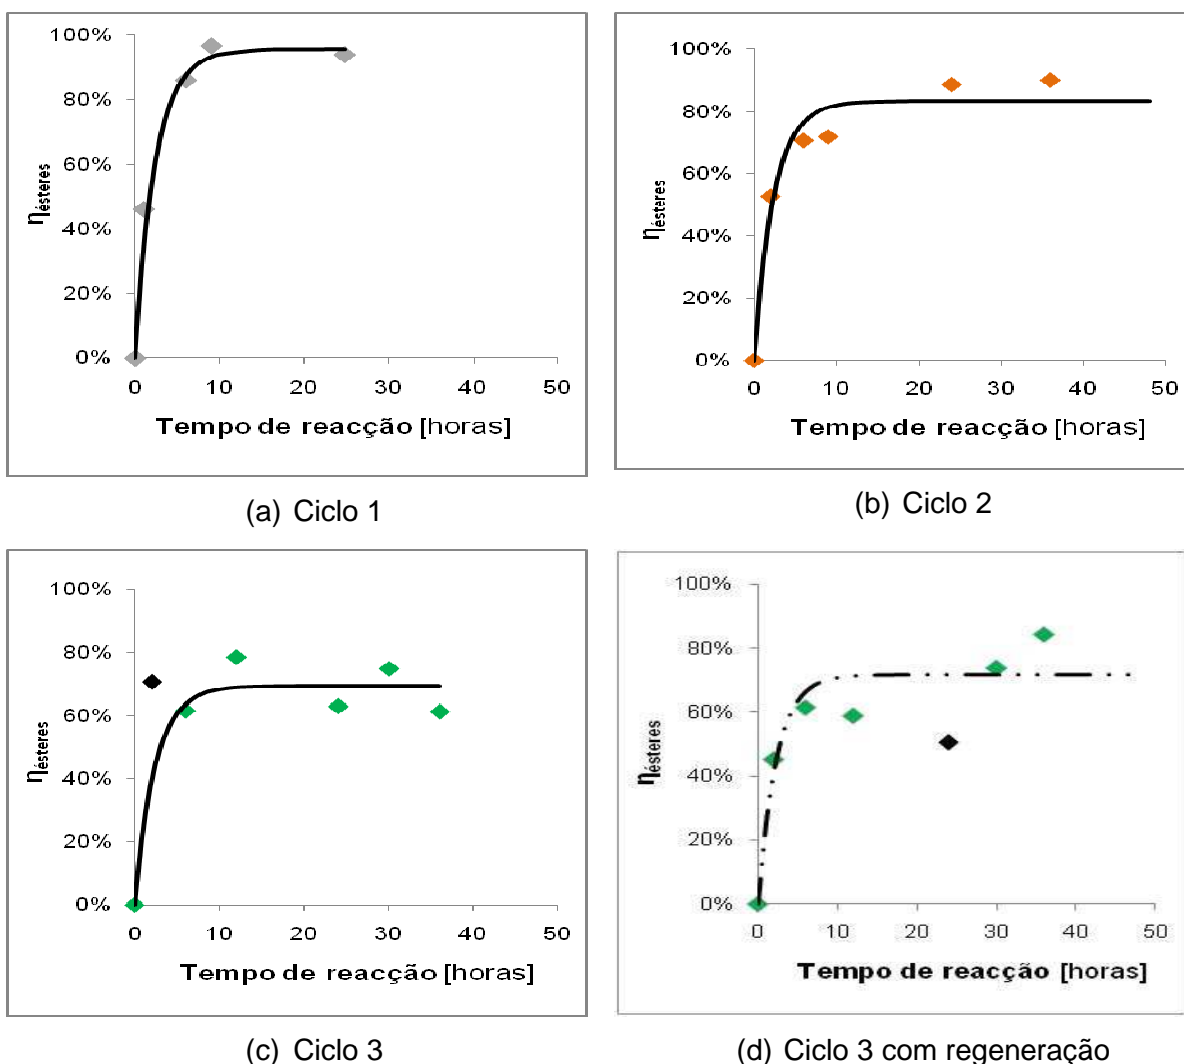 100%
80%
60%
40%
20%
0%
ηésteres
0 10 20 30 40 50
Tempo de reacção [horas]
(a) Ciclo 1
100%
80%
60%
40%
20%
0%
ηésteres
0 10 20 30 40 50
Tempo de reacção [horas]
(b) Ciclo 2
100%
80%
60%
40%
20%
0%
ηésteres
0 10 20 30 40 50
Tempo de reacção [horas]
(c) Ciclo 3
100%
80%
60%
40%
20%
0%
ηésteres
0 10 20 30 40 50
Tempo de reacção [horas]
(d) Ciclo 3 com regeneração